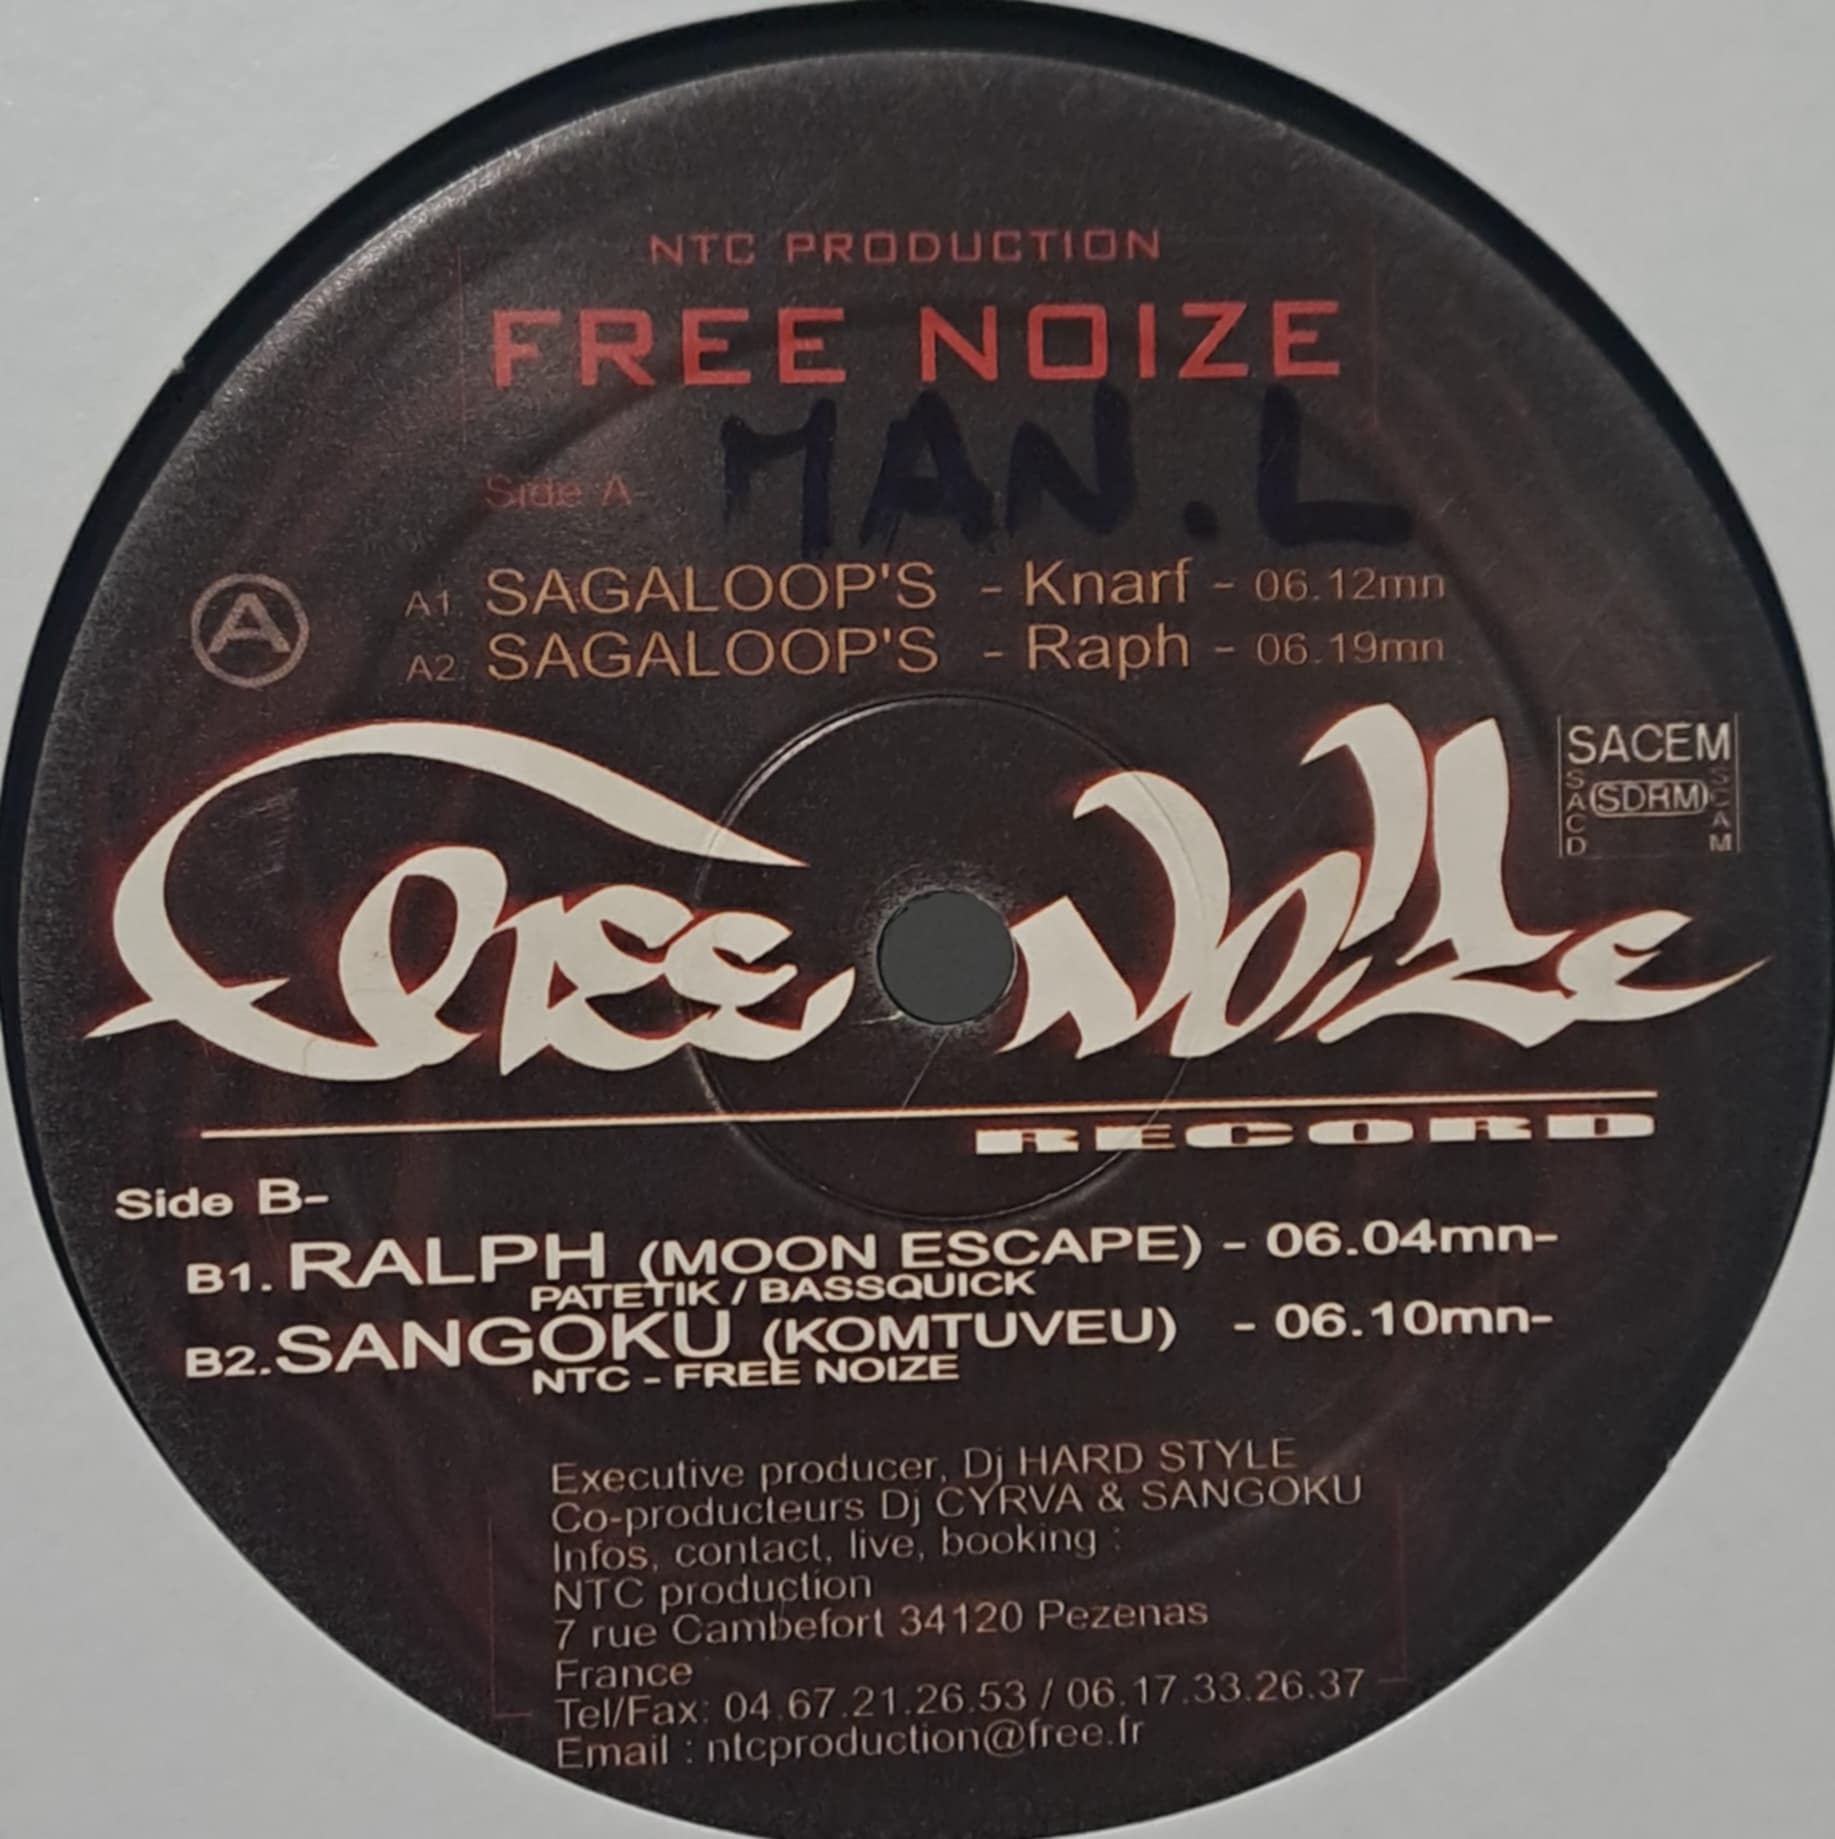 NTC PRODUCTION
FREE NOIZE
MAN.L
Side A-
A1. SAGALOOP'S - Knarf - 06.12mn
A
A2. SAGALOOP'S - Raph - 06.19mn
SACEM
SACD
SDRM
SCAM
Free Noize
RECORD
Side B-
B1. RALPH (MOON ESCAPE) - 06.04mn-
PATETIK / BASSQUICK
B2. SANGOKU (KOMTUVEU) - 06.10mn-
NTC - FREE NOIZE
Executive producer, Dj HARD STYLE
Co-producteurs Dj CYRVA & SANGOKU
Infos, contact, live, booking :
NTC production
7 rue Cambefort 34120 Pezenas
France
Tel/Fax: 04.67.21.26.53 / 06.17.33.26.37
Email : ntcproduction@free.fr